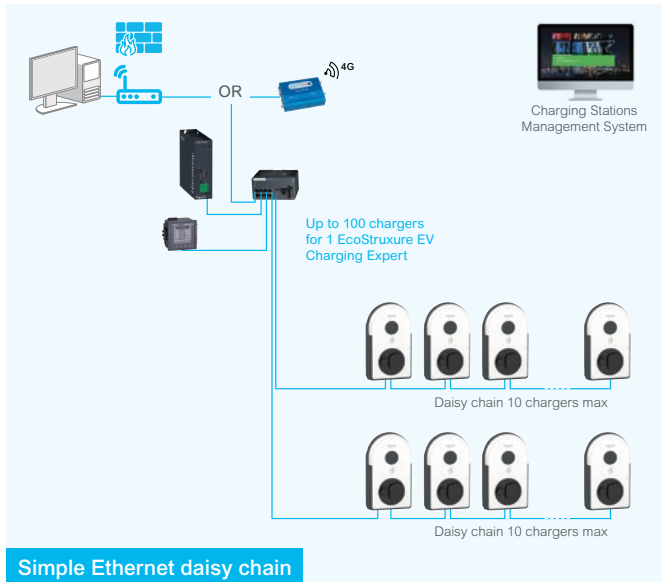 4G
OR
Charging Stations
Management System
Up to 100 chargers
for 1 EcoStruxure EV
Charging Expert
Daisy chain 10 chargers max
Daisy chain 10 chargers max
Simple Ethernet daisy chain